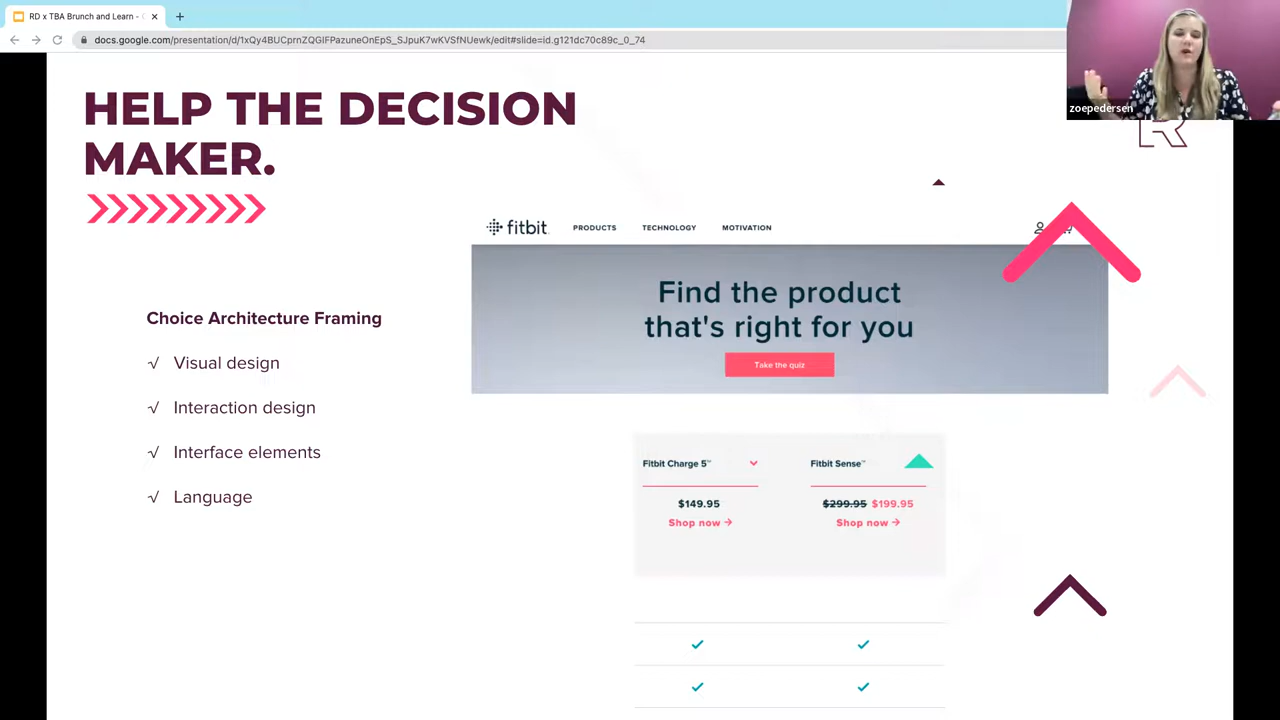 RD x TBA Brunch and Learn -
docs.google.com/presentation/d/1xQy4BUCprnZQGIFPazuneOnEpS_SJpuK7wKVSfNUewk/edit#slide=id.g121dc70c89c_0_74
zoepedersen
HELP THE DECISION
MAKER.
Choice Architecture Framing
√ Visual design
√ Interaction design
√ Interface elements
√ Language
fitbit PRODUCTS TECHNOLOGY MOTIVATION
Find the product
that's right for you
Take the quiz
Fitbit Charge 5™ Fitbit Sense™
$149.95 $299.95 $199.95
Shop now → Shop now →